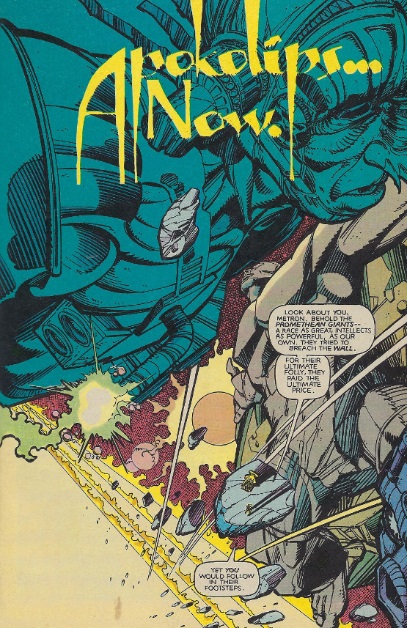 Apokolips...
Now.
LOOK ABOUT YOU,
METRON. BEHOLD THE
PROMETHEAN GIANTS--
A RACE AS GREAT, INTELLECTS
AS POWERFUL, AS OUR
OWN. THEY TRIED TO
BREACH THE WALL.
FOR THEIR
ULTIMATE
FOLLY, THEY
PAID THE
ULTIMATE
PRICE.
YET YOU
WOULD FOLLOW
IN THEIR
FOOTSTEPS.